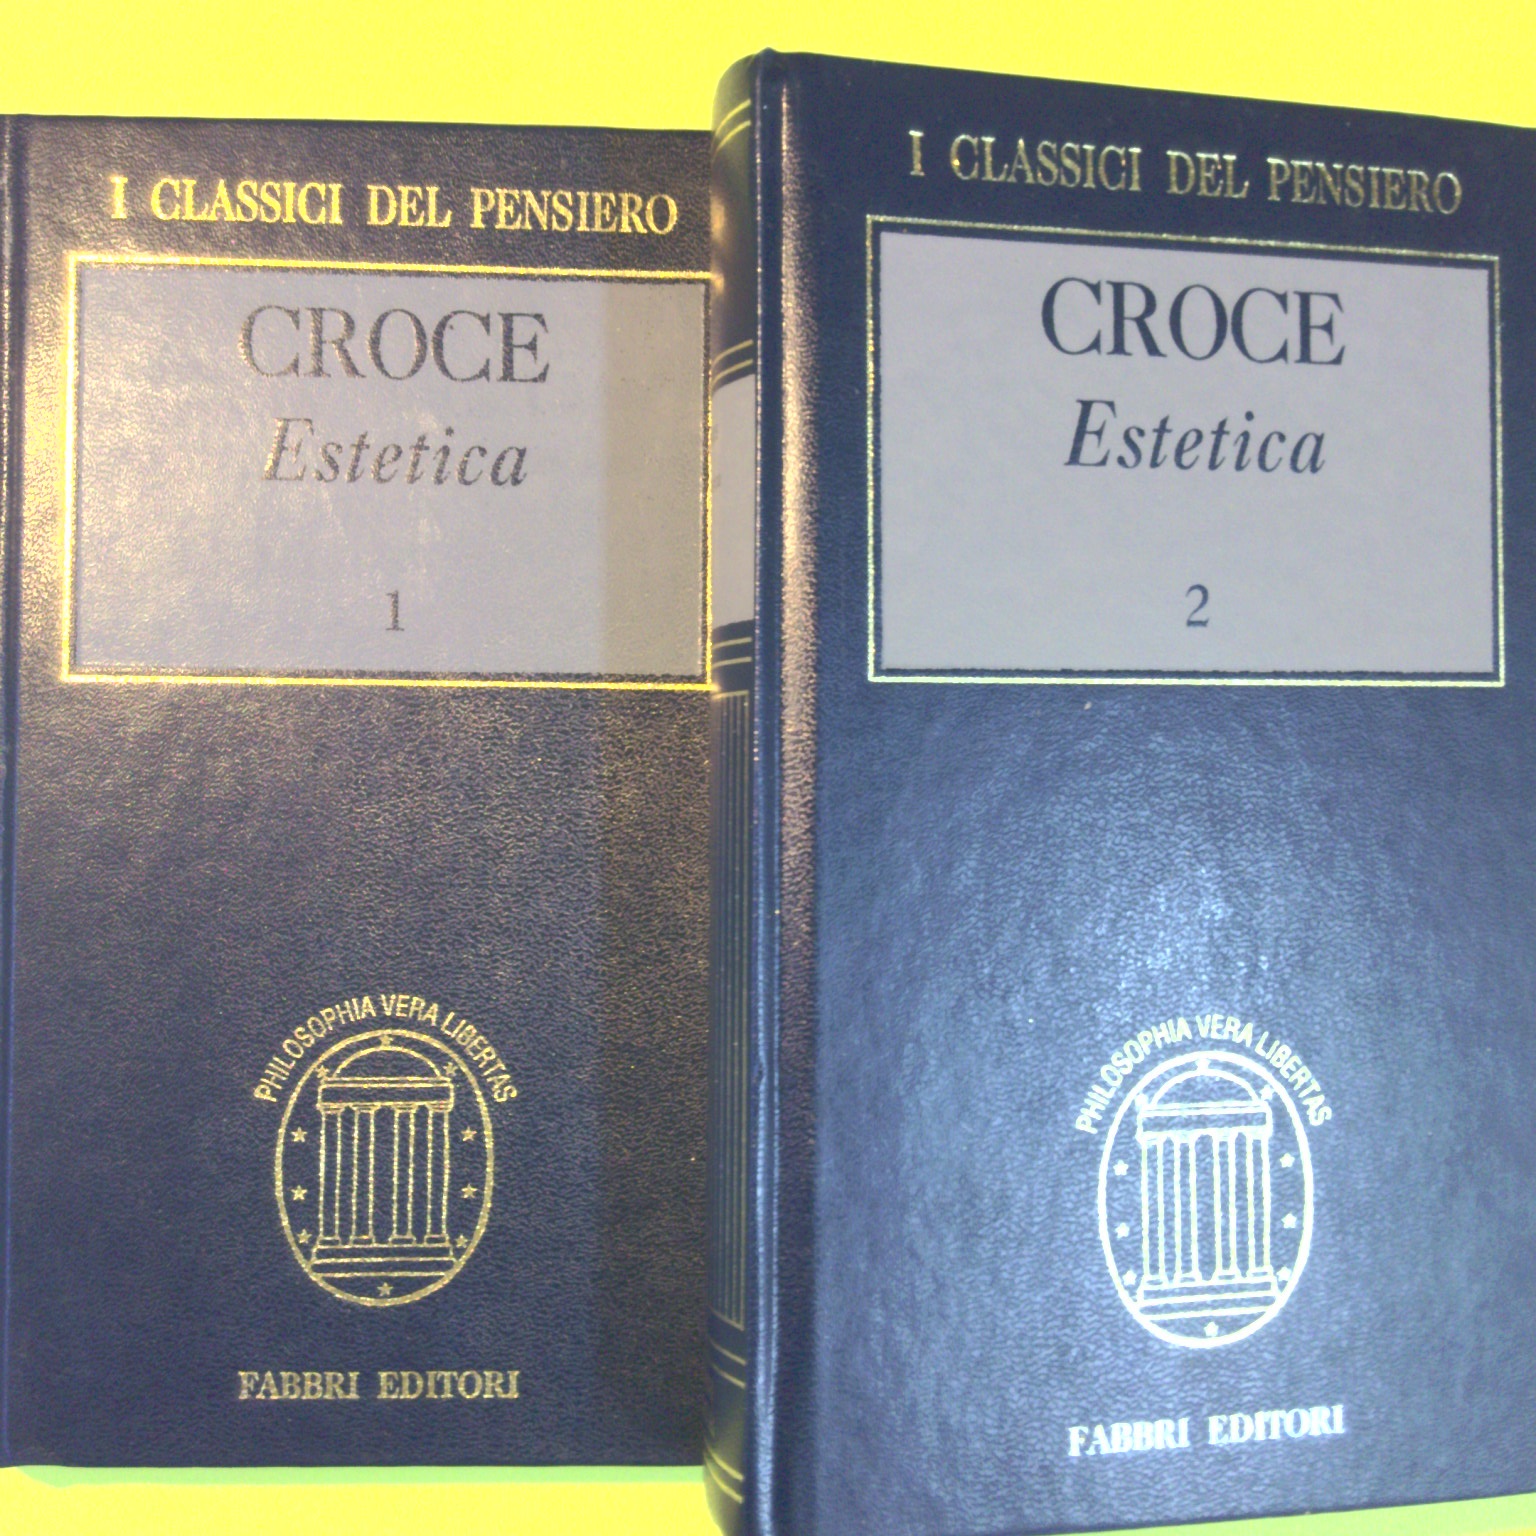 I CLASSICI DEL PENSIERO
CROCE
Estetica
1
PHILOSOPHIA VERA LIBERTAS
FABBRI EDITORI
I CLASSICI DEL PENSIERO
CROCE
Estetica
2
PHILOSOPHIA VERA LIBERTAS
FABBRI EDITORI